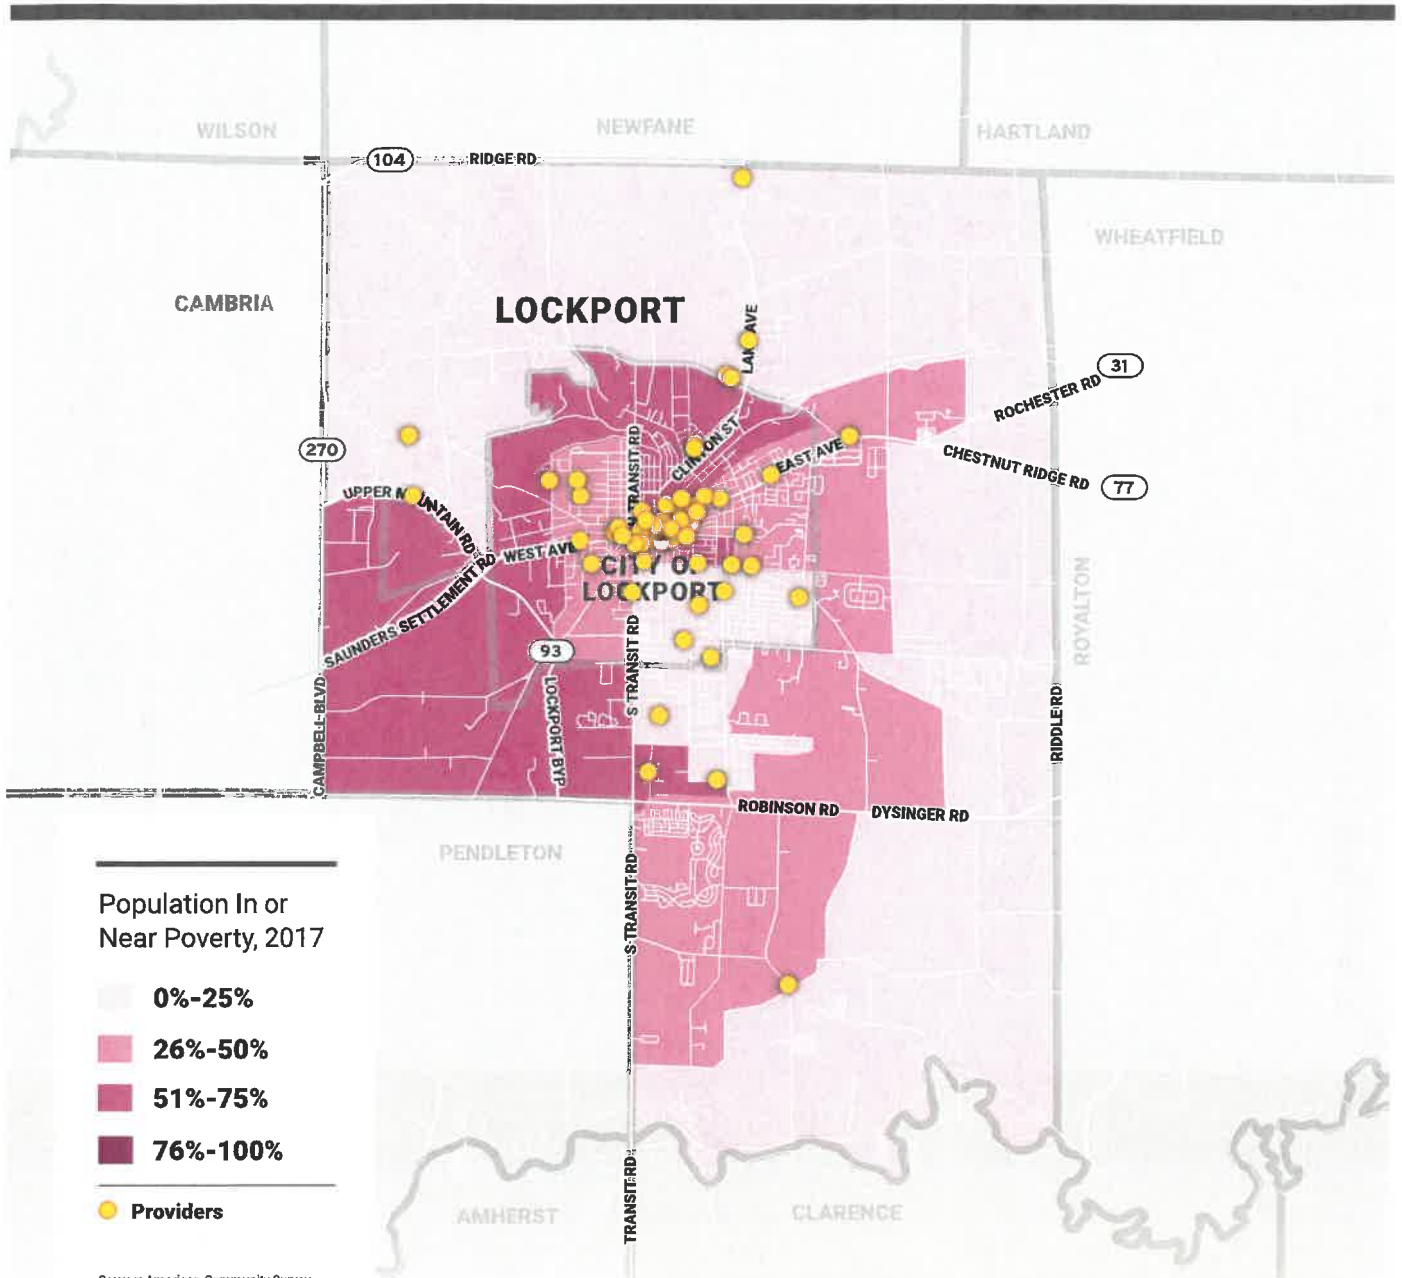 WILSON
NEWFANE
HARTLAND
104
RIDGE RD
WHEATFIELD
CAMBRIA
LOCKPORT
AVE
31
ROCHESTER RD
270
CLINTON ST
N TRANSIT RD
EAST AVE
CHESTNUT RIDGE RD
77
UPPER MOUNTAIN RD
WEST AVE
CITY OF
LOCKPORT
SAUNDERS SETTLEMENT RD
ROYALTON
93
S TRANSIT RD
LOCKPORT BYP
CAMPBELL BLVD
RIDDLE RD
ROBINSON RD
DYSINGER RD
PENDLETON
S TRANSIT RD
Population In or
Near Poverty, 2017
0%-25%
26%-50%
51%-75%
76%-100%
Providers
TRANSIT RD
AMHERST
CLARENCE